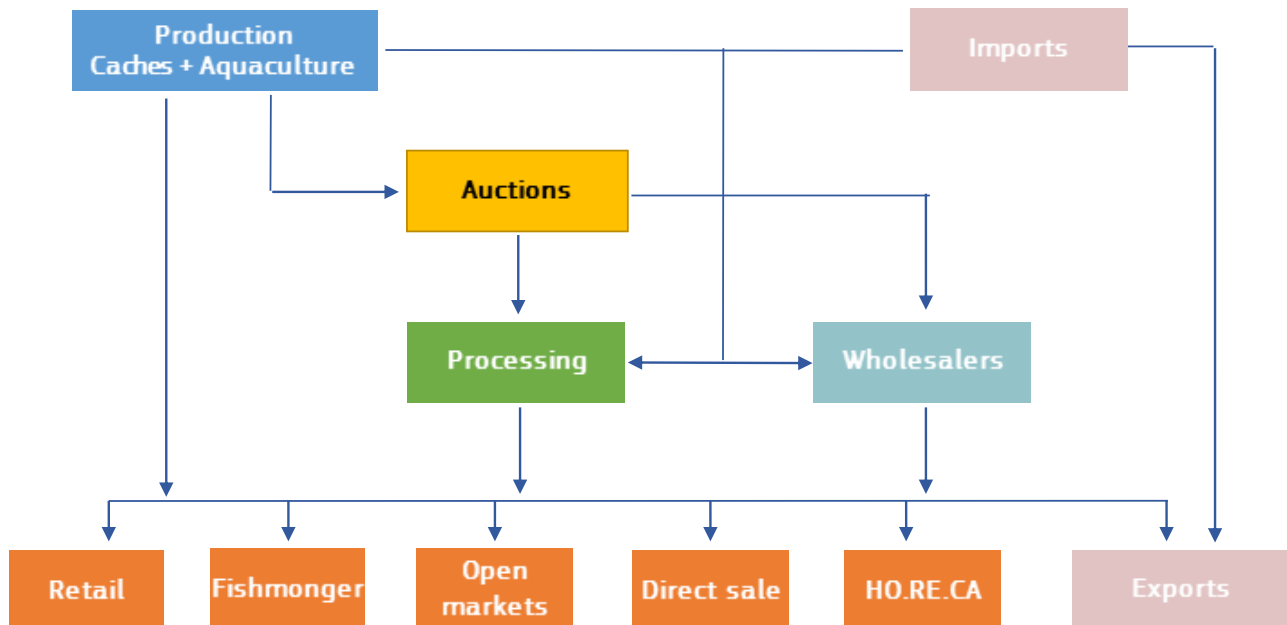 Production
Caches + Aquaculture
Imports
Auctions
Processing
Wholesalers
Retail
Fishmonger
Open
markets
Direct sale
HO.RE.CA
Exports